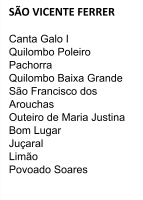 SÃO VICENTE FERRER
Canta Galo I
Quilombo Poleiro
Pachorra
Quilombo Baixa Grande
São Francisco dos
Arouchas
Outeiro de Maria Justina
Bom Lugar
Juçaral
Limão
Povoado Soares